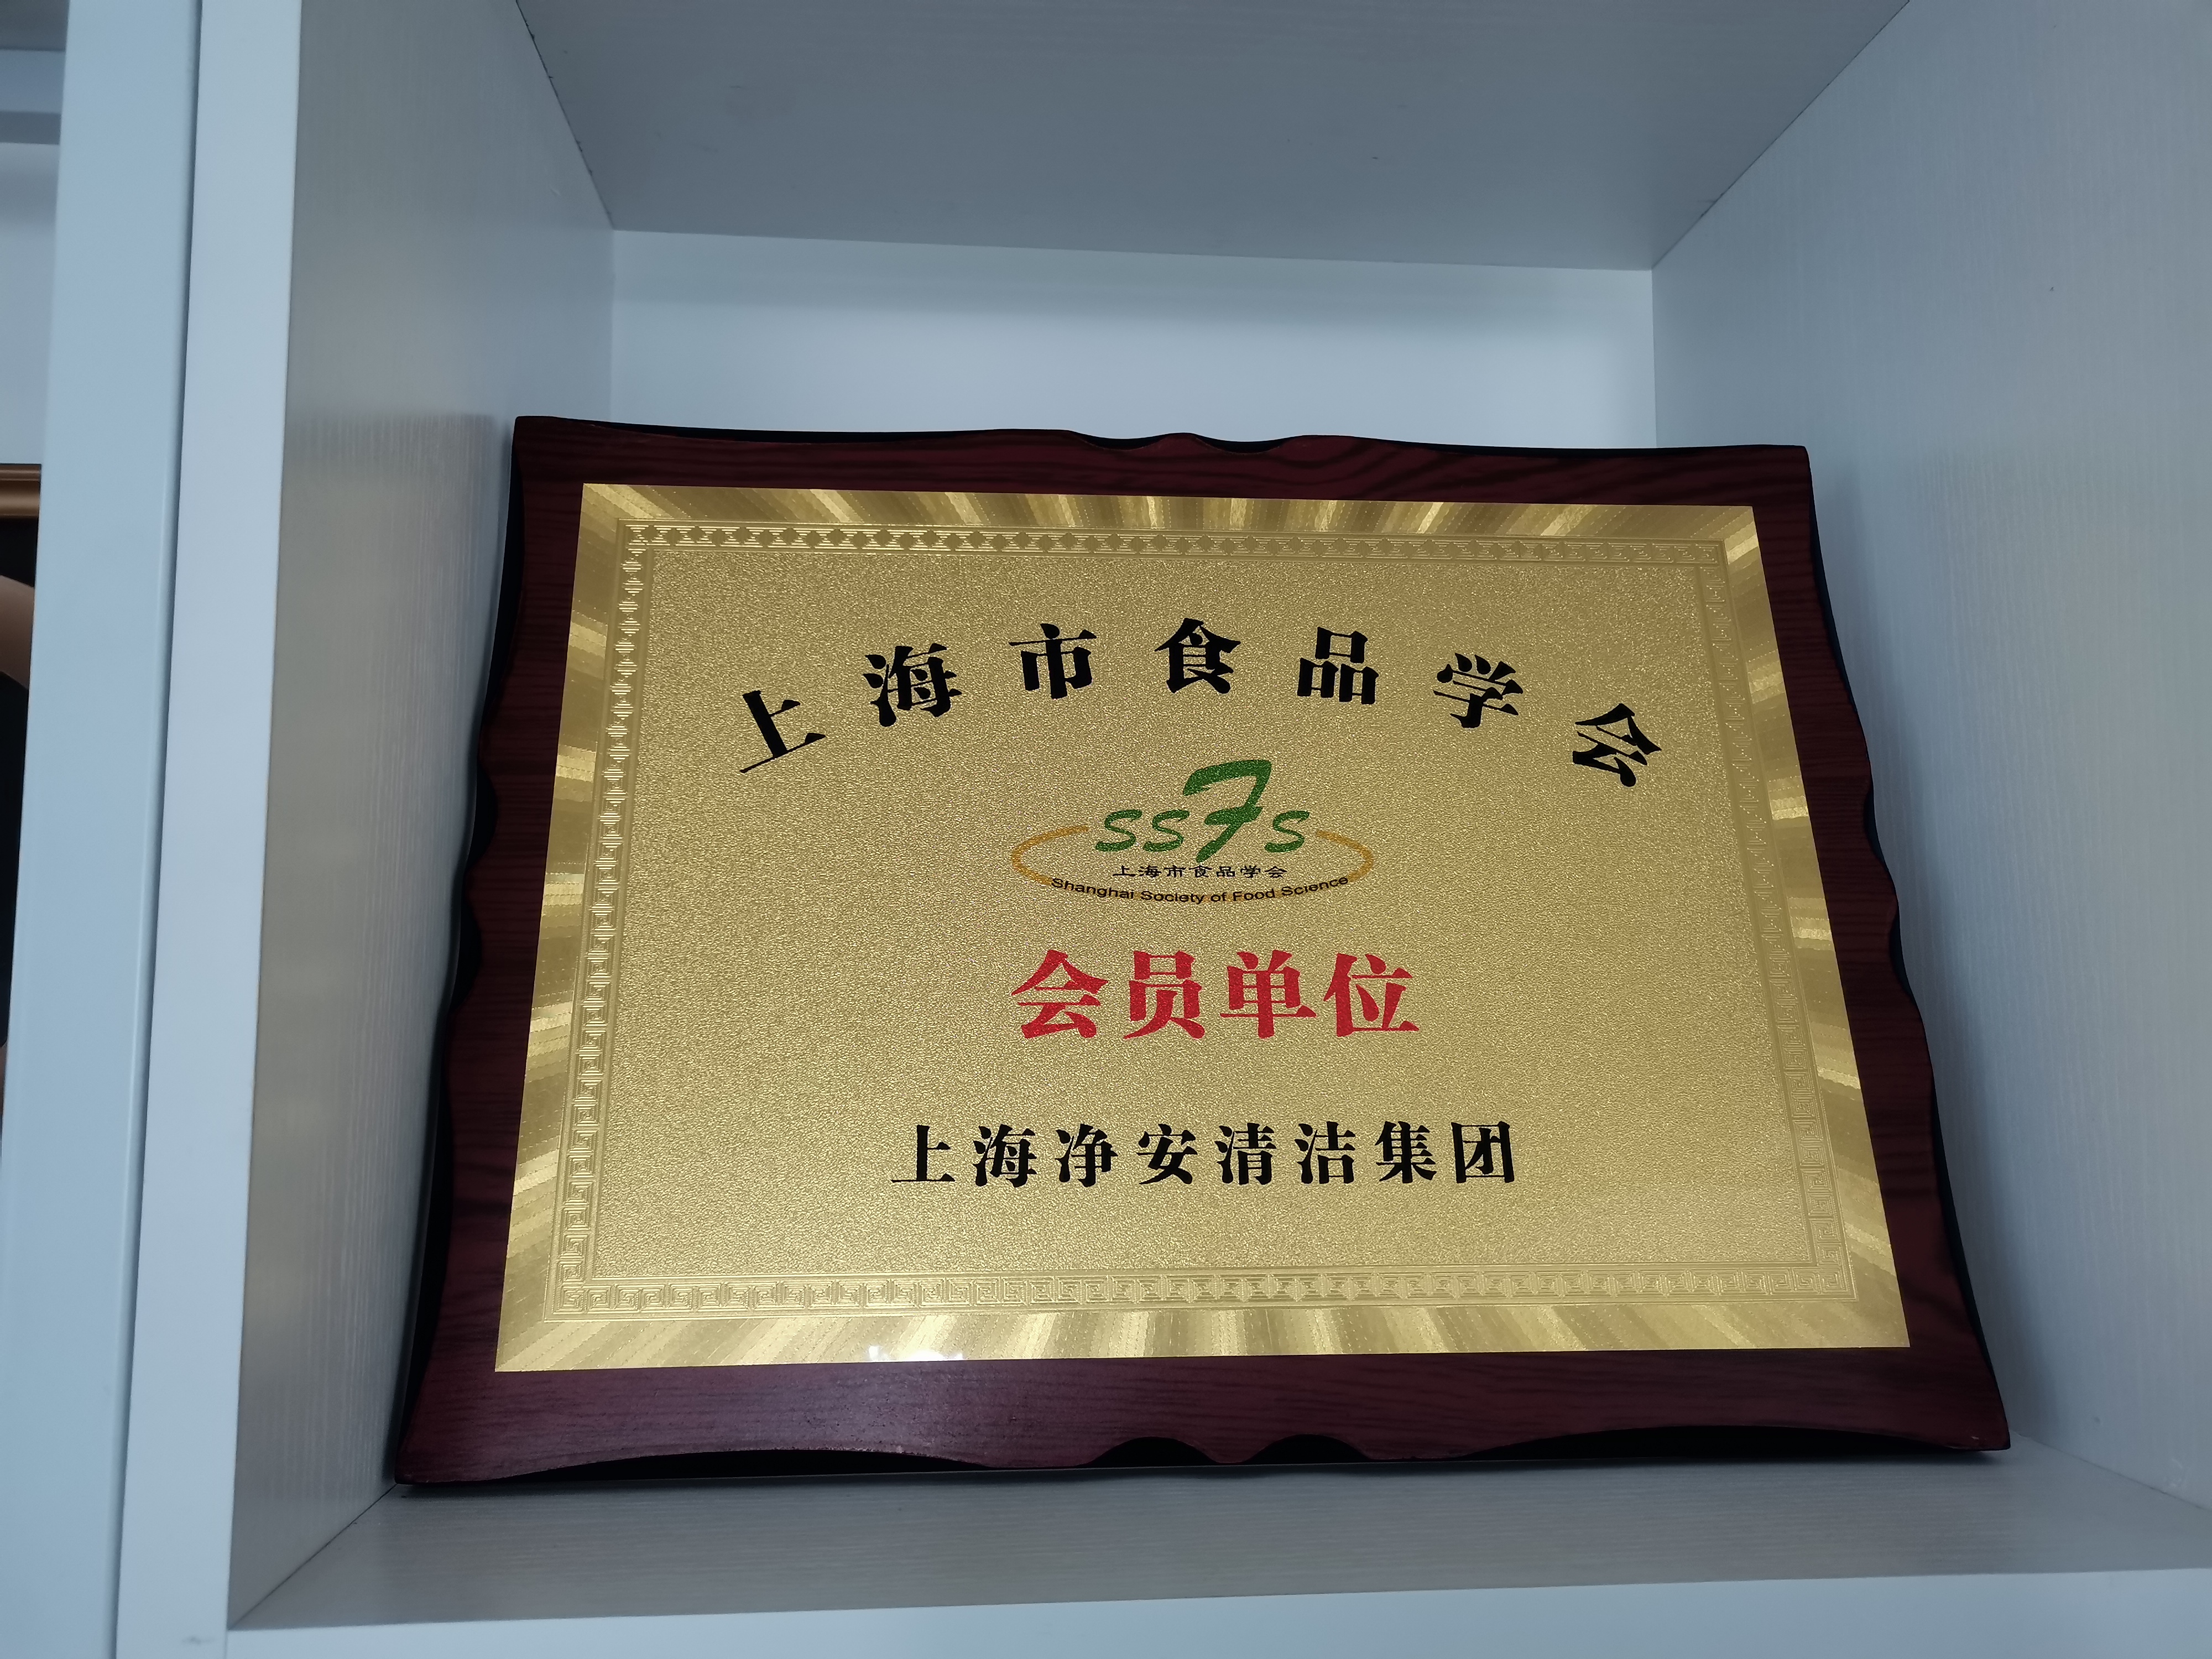 上海市食品学会
SSFS
上海市食品学会
Shanghai Society of Food Science
会员单位
上海净安清洁集团